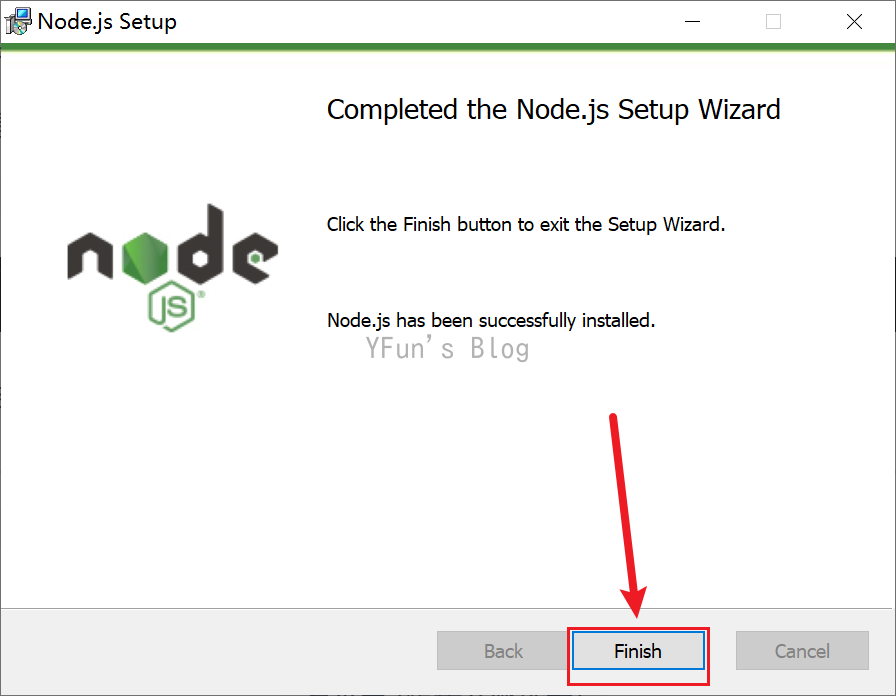 Node.js Setup
Completed the Node.js Setup Wizard
Click the Finish button to exit the Setup Wizard.
node
JS®
Node.js has been successfully installed.
YFun's Blog
Back
Finish
Cancel